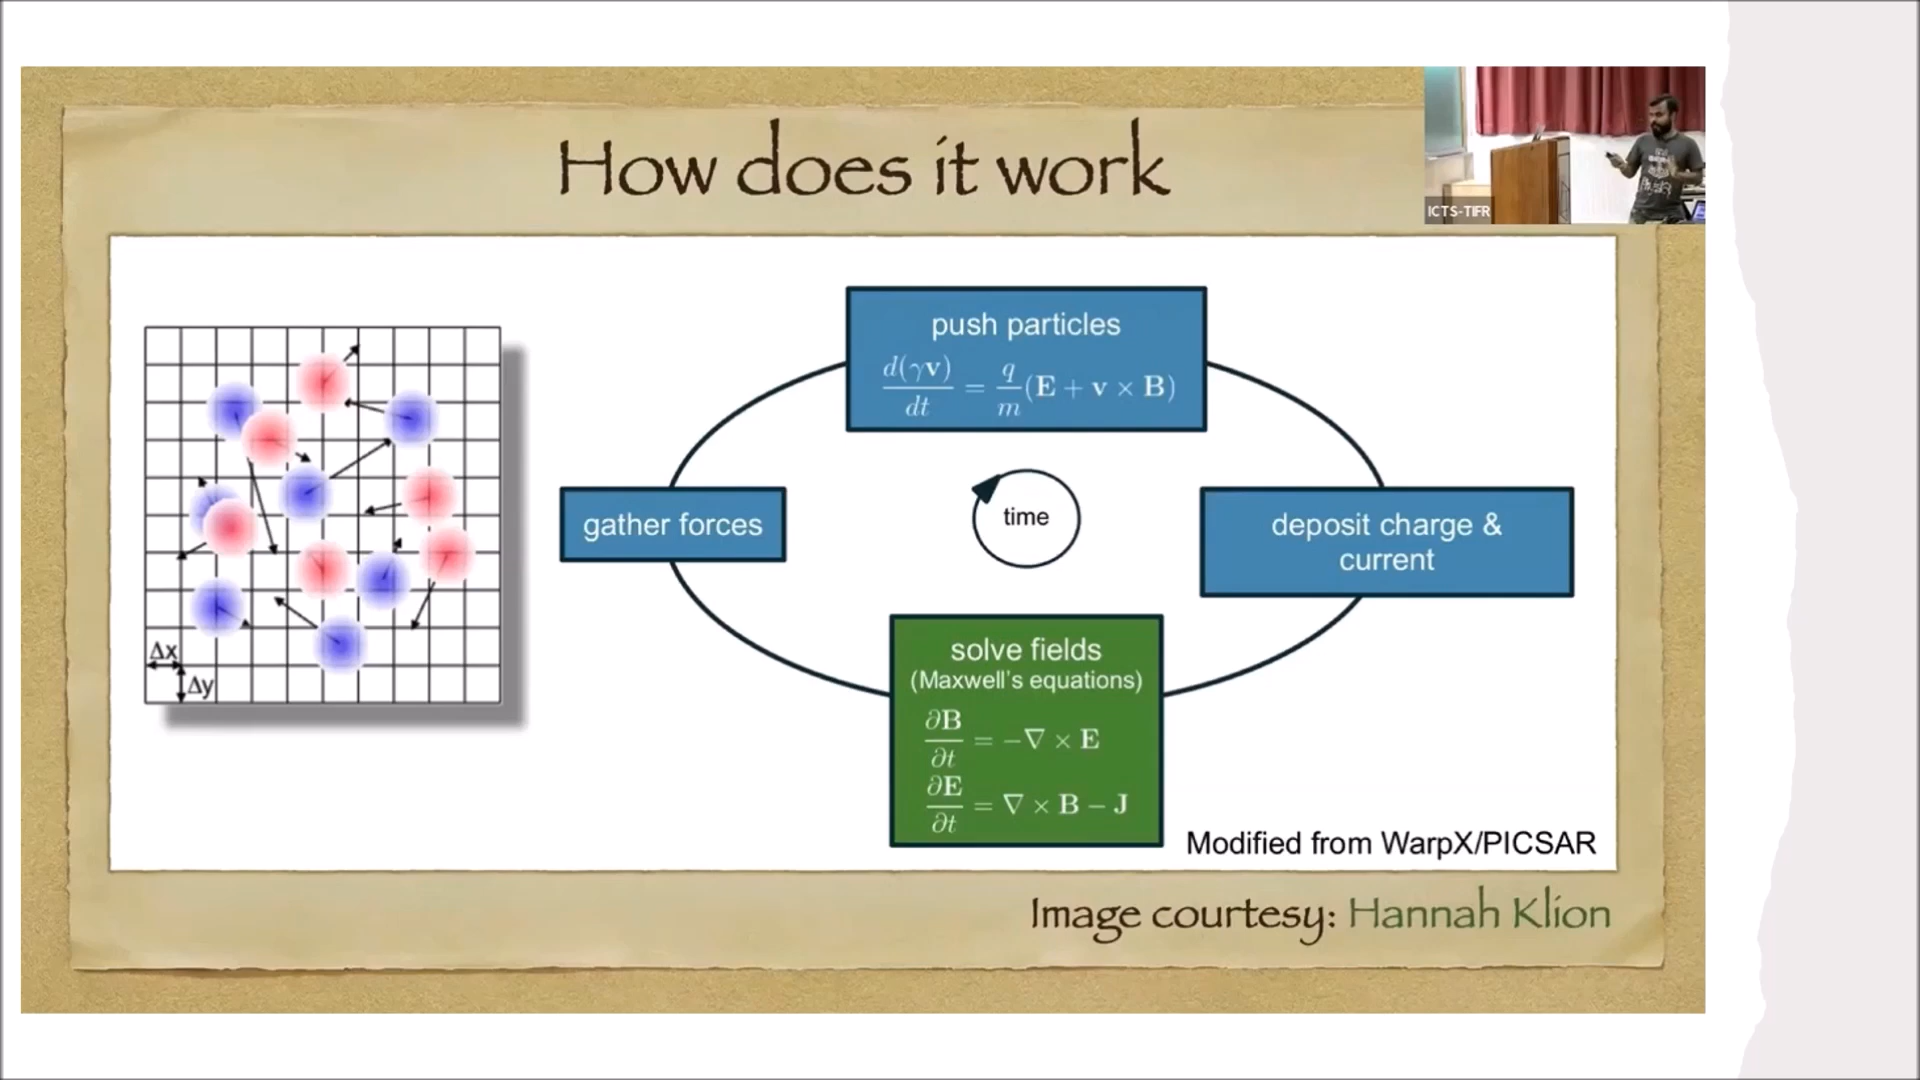 How does it work
ICTS-TIFR
push particles
d(γv)/dt = q/m (E + v × B)
gather forces
time
deposit charge &
current
solve fields
(Maxwell's equations)
∂B/∂t = −∇ × E
∂E/∂t = ∇ × B − J
Δx
Δy
Modified from WarpX/PICSAR
Image courtesy: Hannah Klion